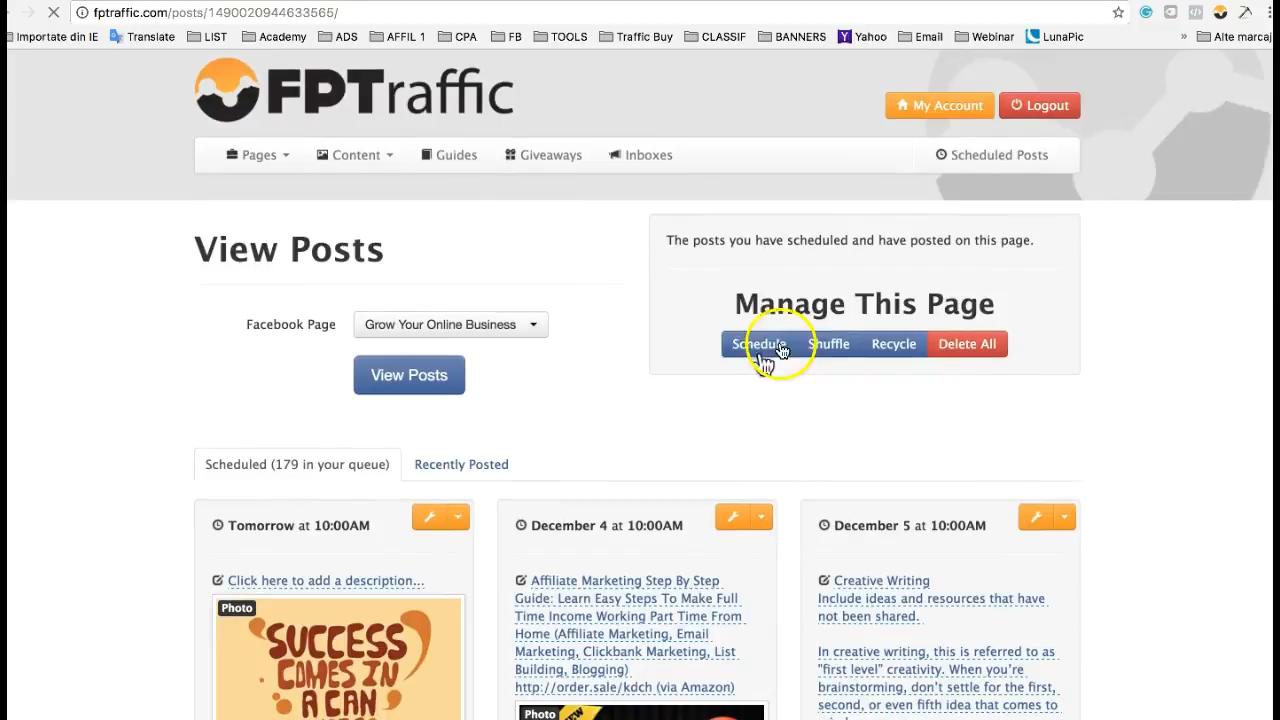 fptraffic.com/posts/1490020944633565/
Importate din IE Translate LIST Academy ADS AFFIL 1 CPA FB TOOLS Traffic Buy CLASSIF BANNERS Yahoo Email Webinar LunaPic » Alte marcaj
FPTraffic
My Account Logout
Pages Content Guides Giveaways Inboxes Scheduled Posts
View Posts
The posts you have scheduled and have posted on this page.
Manage This Page
Facebook Page Grow Your Online Business
Schedule Shuffle Recycle Delete All
View Posts
Scheduled (179 in your queue) Recently Posted
Tomorrow at 10:00AM
Click here to add a description...
Photo
SUCCESS
COMES IN
A CAN
December 4 at 10:00AM
Affiliate Marketing Step By Step
Guide: Learn Easy Steps To Make Full
Time Income Working Part Time From
Home (Affiliate Marketing, Email
Marketing, Clickbank Marketing, List
Building, Blogging)
http://order.sale/kdch (via Amazon)
Photo
December 5 at 10:00AM
Creative Writing
Include ideas and resources that have
not been shared.
In creative writing, this is referred to as
"first level" creativity. When you're
brainstorming, don't settle for the first,
second, or even fifth idea that comes to